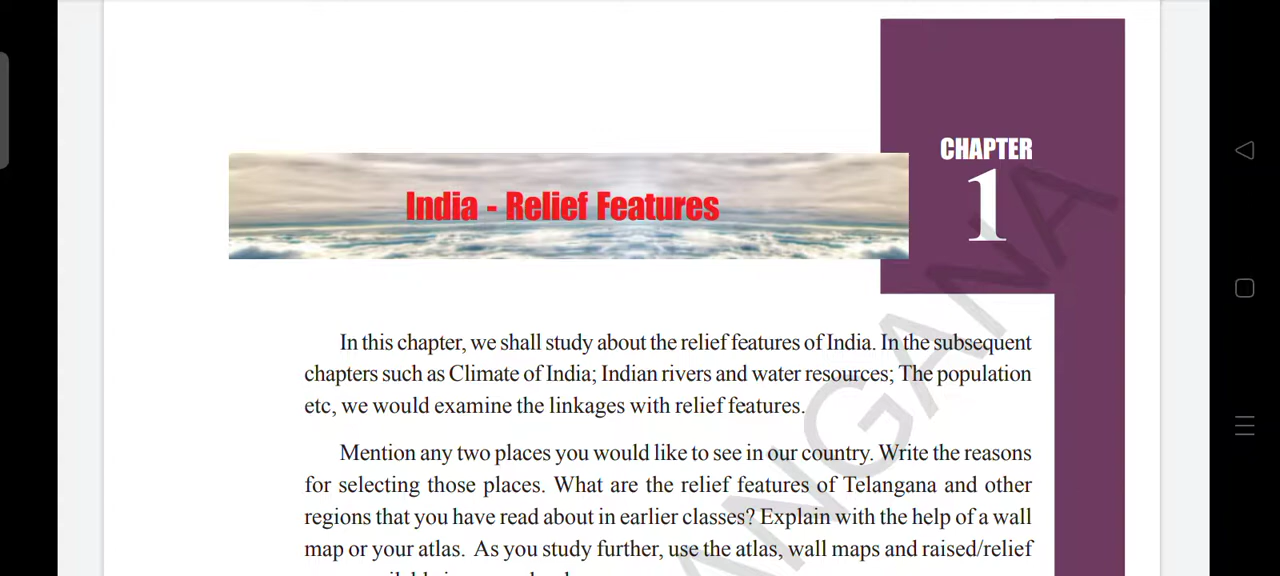 CHAPTER
1
India - Relief Features
In this chapter, we shall study about the relief features of India. In the subsequent
chapters such as Climate of India; Indian rivers and water resources; The population
etc, we would examine the linkages with relief features.
Mention any two places you would like to see in our country. Write the reasons
for selecting those places. What are the relief features of Telangana and other
regions that you have read about in earlier classes? Explain with the help of a wall
map or your atlas. As you study further, use the atlas, wall maps and raised/relief